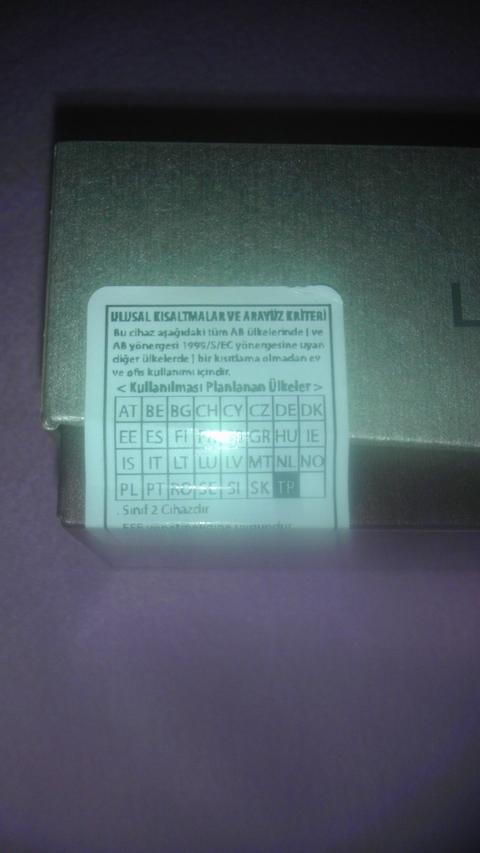 ULUSAL KISALTMALAR VE ARAYÜZ KRİTERİ
Bu cihaz aşağıdaki tüm AB ülkelerinde [ ve
AB yönergesi 1999/5/EC yönergesine uyan
diğer ülkelerde ] bir kısıtlama olmadan ev
ve ofis kullanımı içindir.
< Kullanılması Planlanan Ülkeler >
AT BE BG CH CY CZ DE DK
EE ES FI GR HU IE
IS IT LT LU LV MT NL NO
PL PT RO SE SI SK TR
. Sınıf 2 Cihazdır
. EEE yönetmeliğine uygundur
L